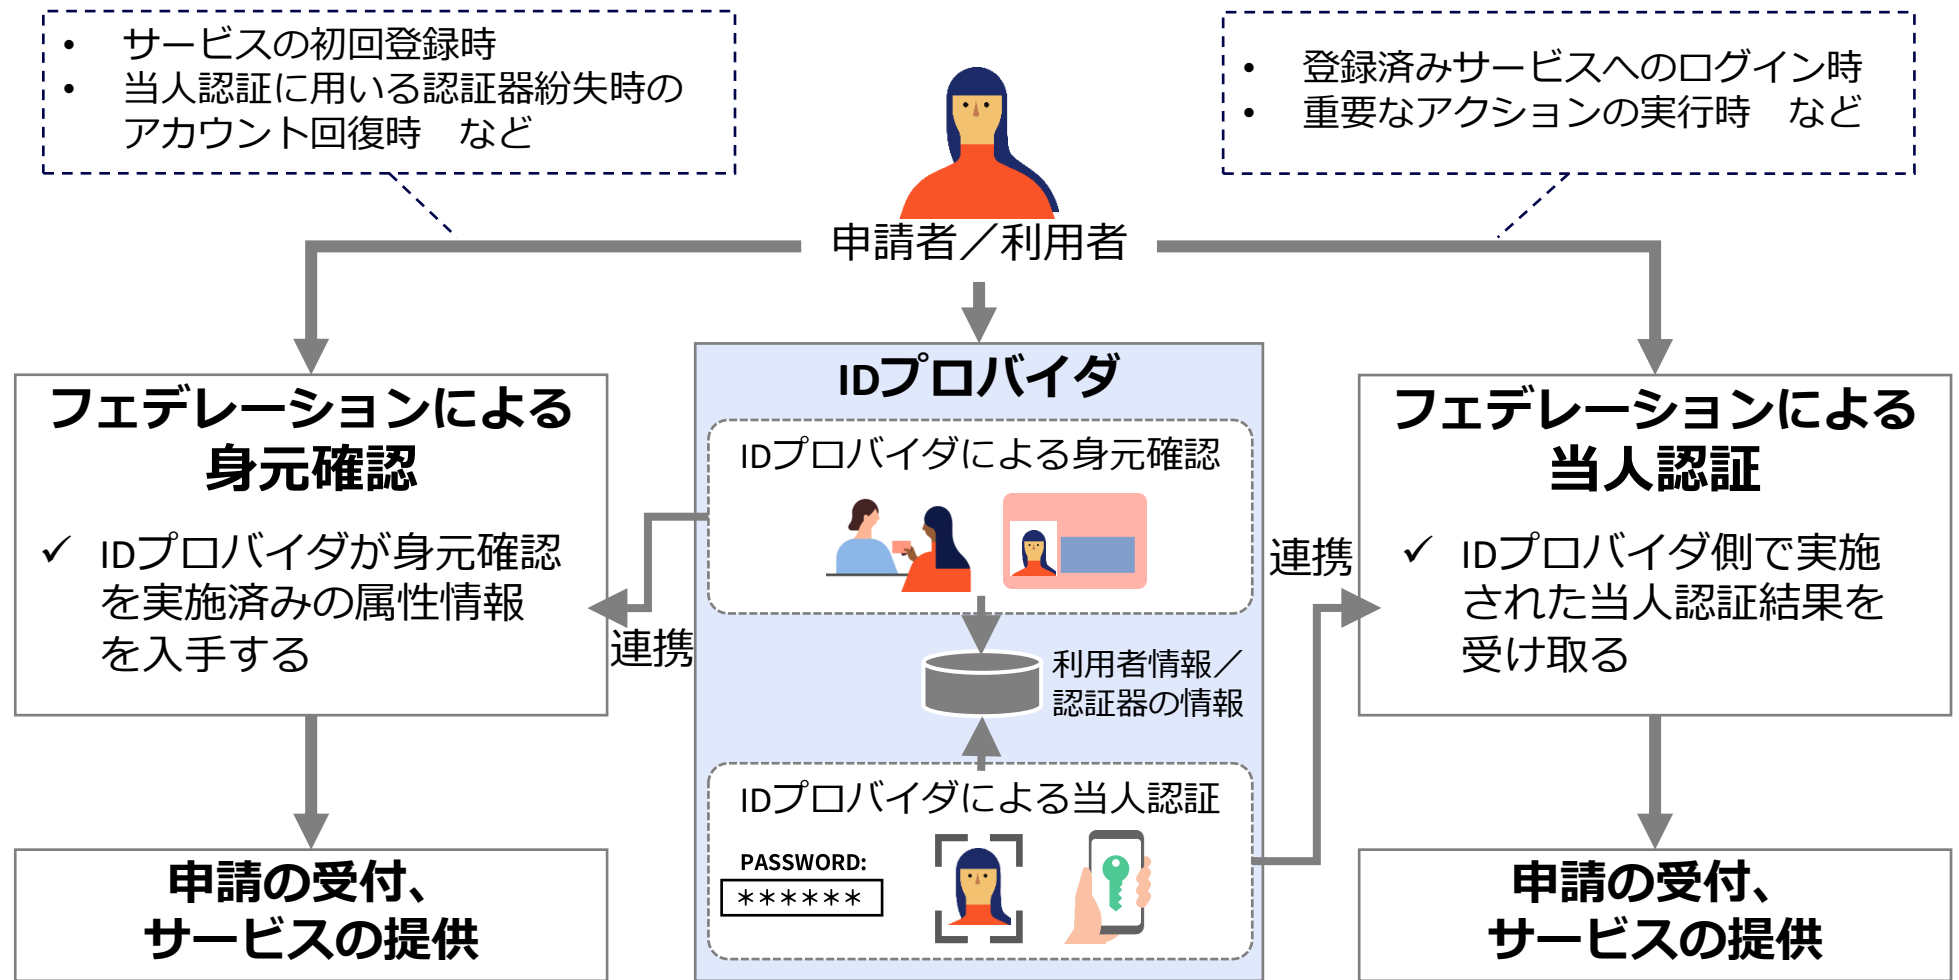 • サービスの初回登録時
• 当人認証に用いる認証器紛失時の
アカウント回復時　など
• 登録済みサービスへのログイン時
• 重要なアクションの実行時　など
申請者／利用者
フェデレーションによる
身元確認
✓ IDプロバイダが身元確認
を実施済みの属性情報
を入手する
連携
申請の受付、
サービスの提供
IDプロバイダ
IDプロバイダによる身元確認
利用者情報／
認証器の情報
IDプロバイダによる当人認証
PASSWORD:
＊＊＊＊＊＊
連携
フェデレーションによる
当人認証
✓ IDプロバイダ側で実施
された当人認証結果を
受け取る
申請の受付、
サービスの提供